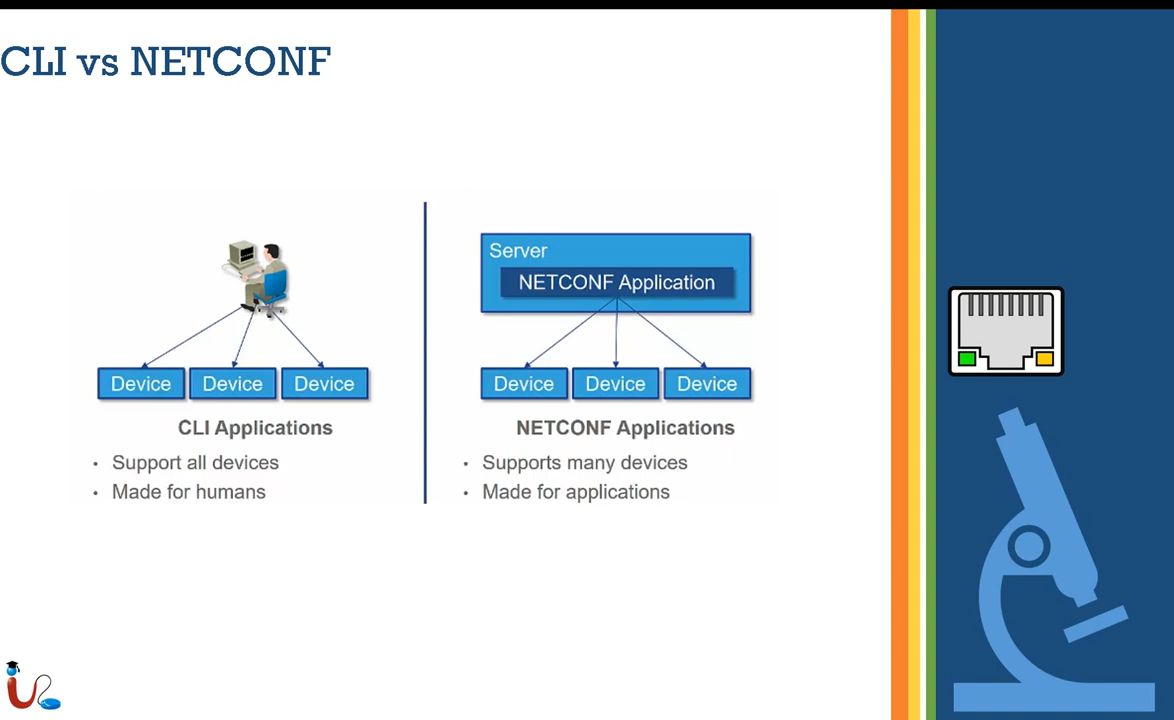 CLI vs NETCONF
Device Device Device
CLI Applications
• Support all devices
• Made for humans
Server
NETCONF Application
Device Device Device
NETCONF Applications
• Supports many devices
• Made for applications